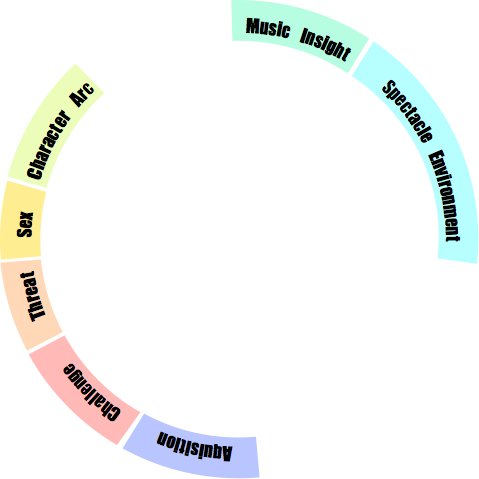 Music Insight
Spectacle Environment
Aquisition
Challenge
Threat
Sex
Character Arc